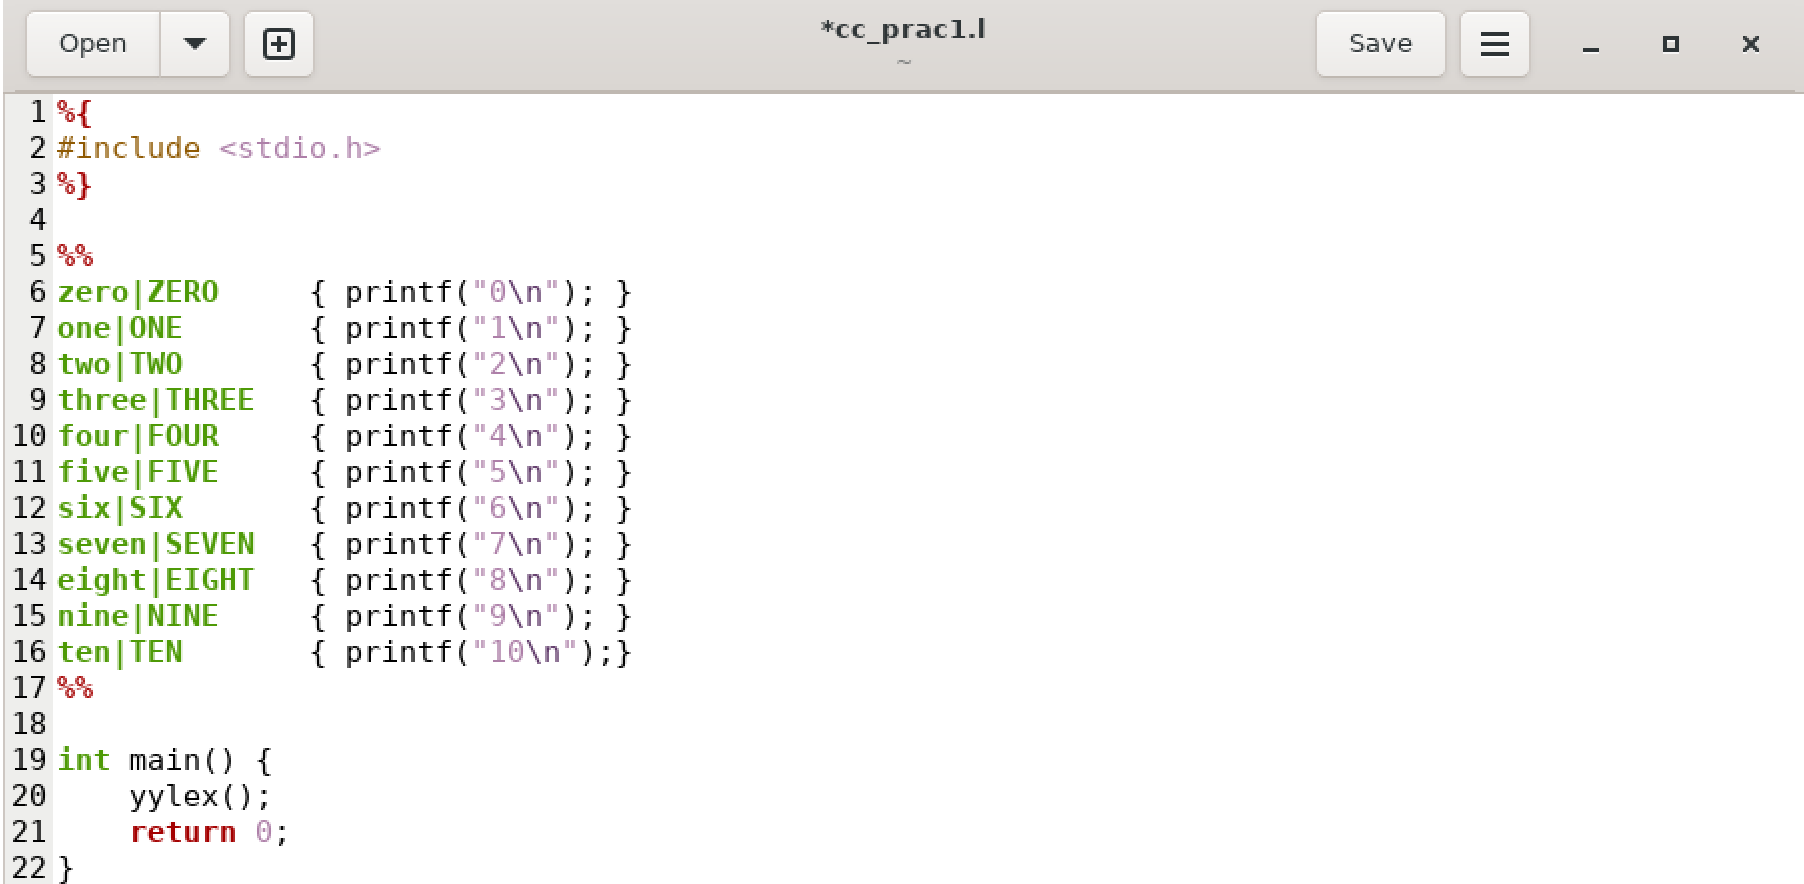 Open
*cc_prac1.l
~
Save
1 %{
2 #include <stdio.h>
3 %}
4
5 %%
6 zero|ZERO     { printf("0\n"); }
7 one|ONE       { printf("1\n"); }
8 two|TWO       { printf("2\n"); }
9 three|THREE   { printf("3\n"); }
10 four|FOUR     { printf("4\n"); }
11 five|FIVE     { printf("5\n"); }
12 six|SIX       { printf("6\n"); }
13 seven|SEVEN   { printf("7\n"); }
14 eight|EIGHT   { printf("8\n"); }
15 nine|NINE     { printf("9\n"); }
16 ten|TEN       { printf("10\n");}
17 %%
18
19 int main() {
20     yylex();
21     return 0;
22 }